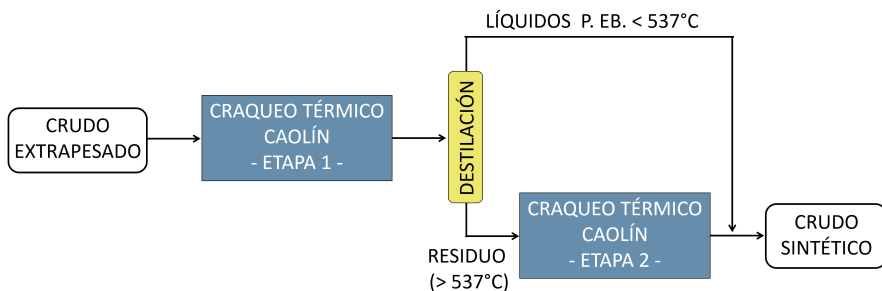 LÍQUIDOS P. EB. < 537°C
CRUDO
EXTRAPESADO
CRAQUEO TÉRMICO
CAOLÍN
- ETAPA 1 -
DESTILACIÓN
RESIDUO
(> 537°C)
CRAQUEO TÉRMICO
CAOLÍN
- ETAPA 2 -
CRUDO
SINTÉTICO